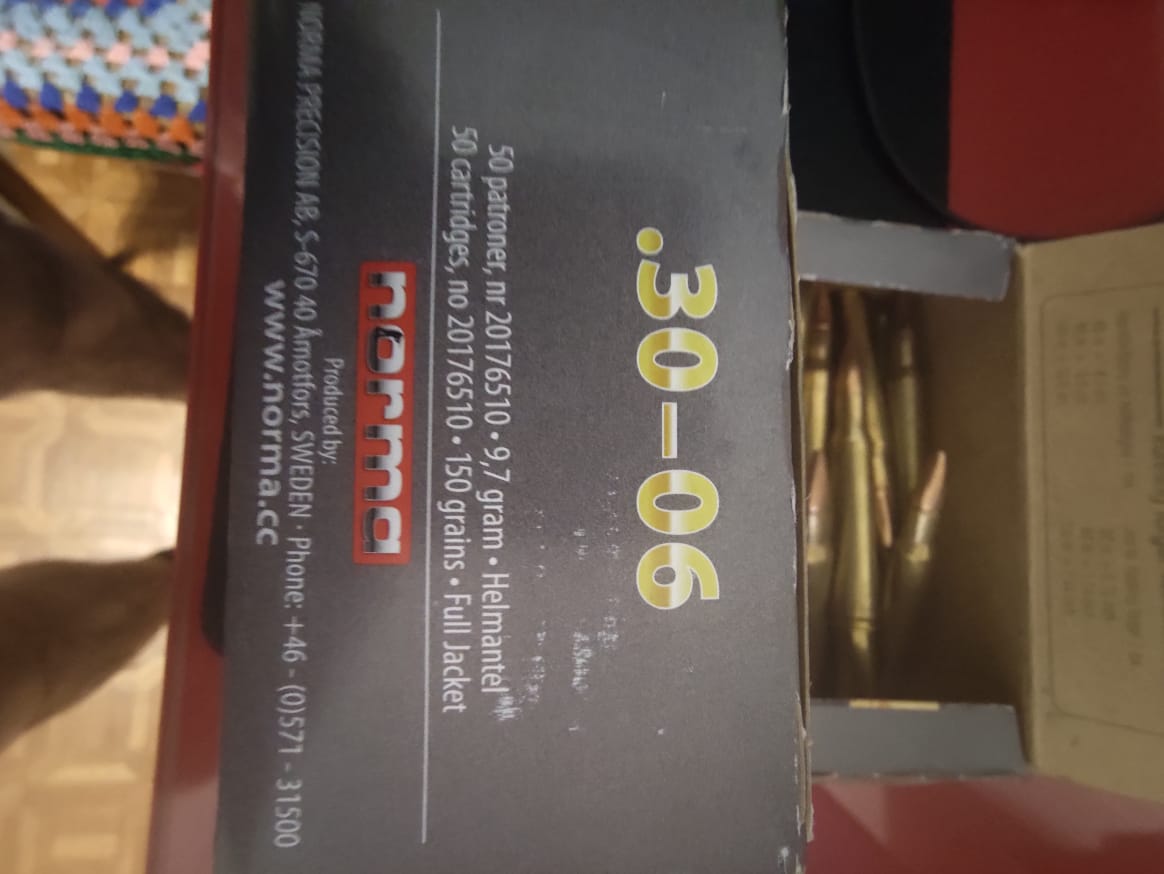 .30-06
50 patroner, nr 20176510 • 9,7 gram • Helmantel
50 cartridges, no 20176510 • 150 grains • Full Jacket
norma
Produced by:
NORMA PRECISION AB, S-670 40 Åmotfors, SWEDEN · Phone: +46 - (0)571 - 31500
www.norma.cc